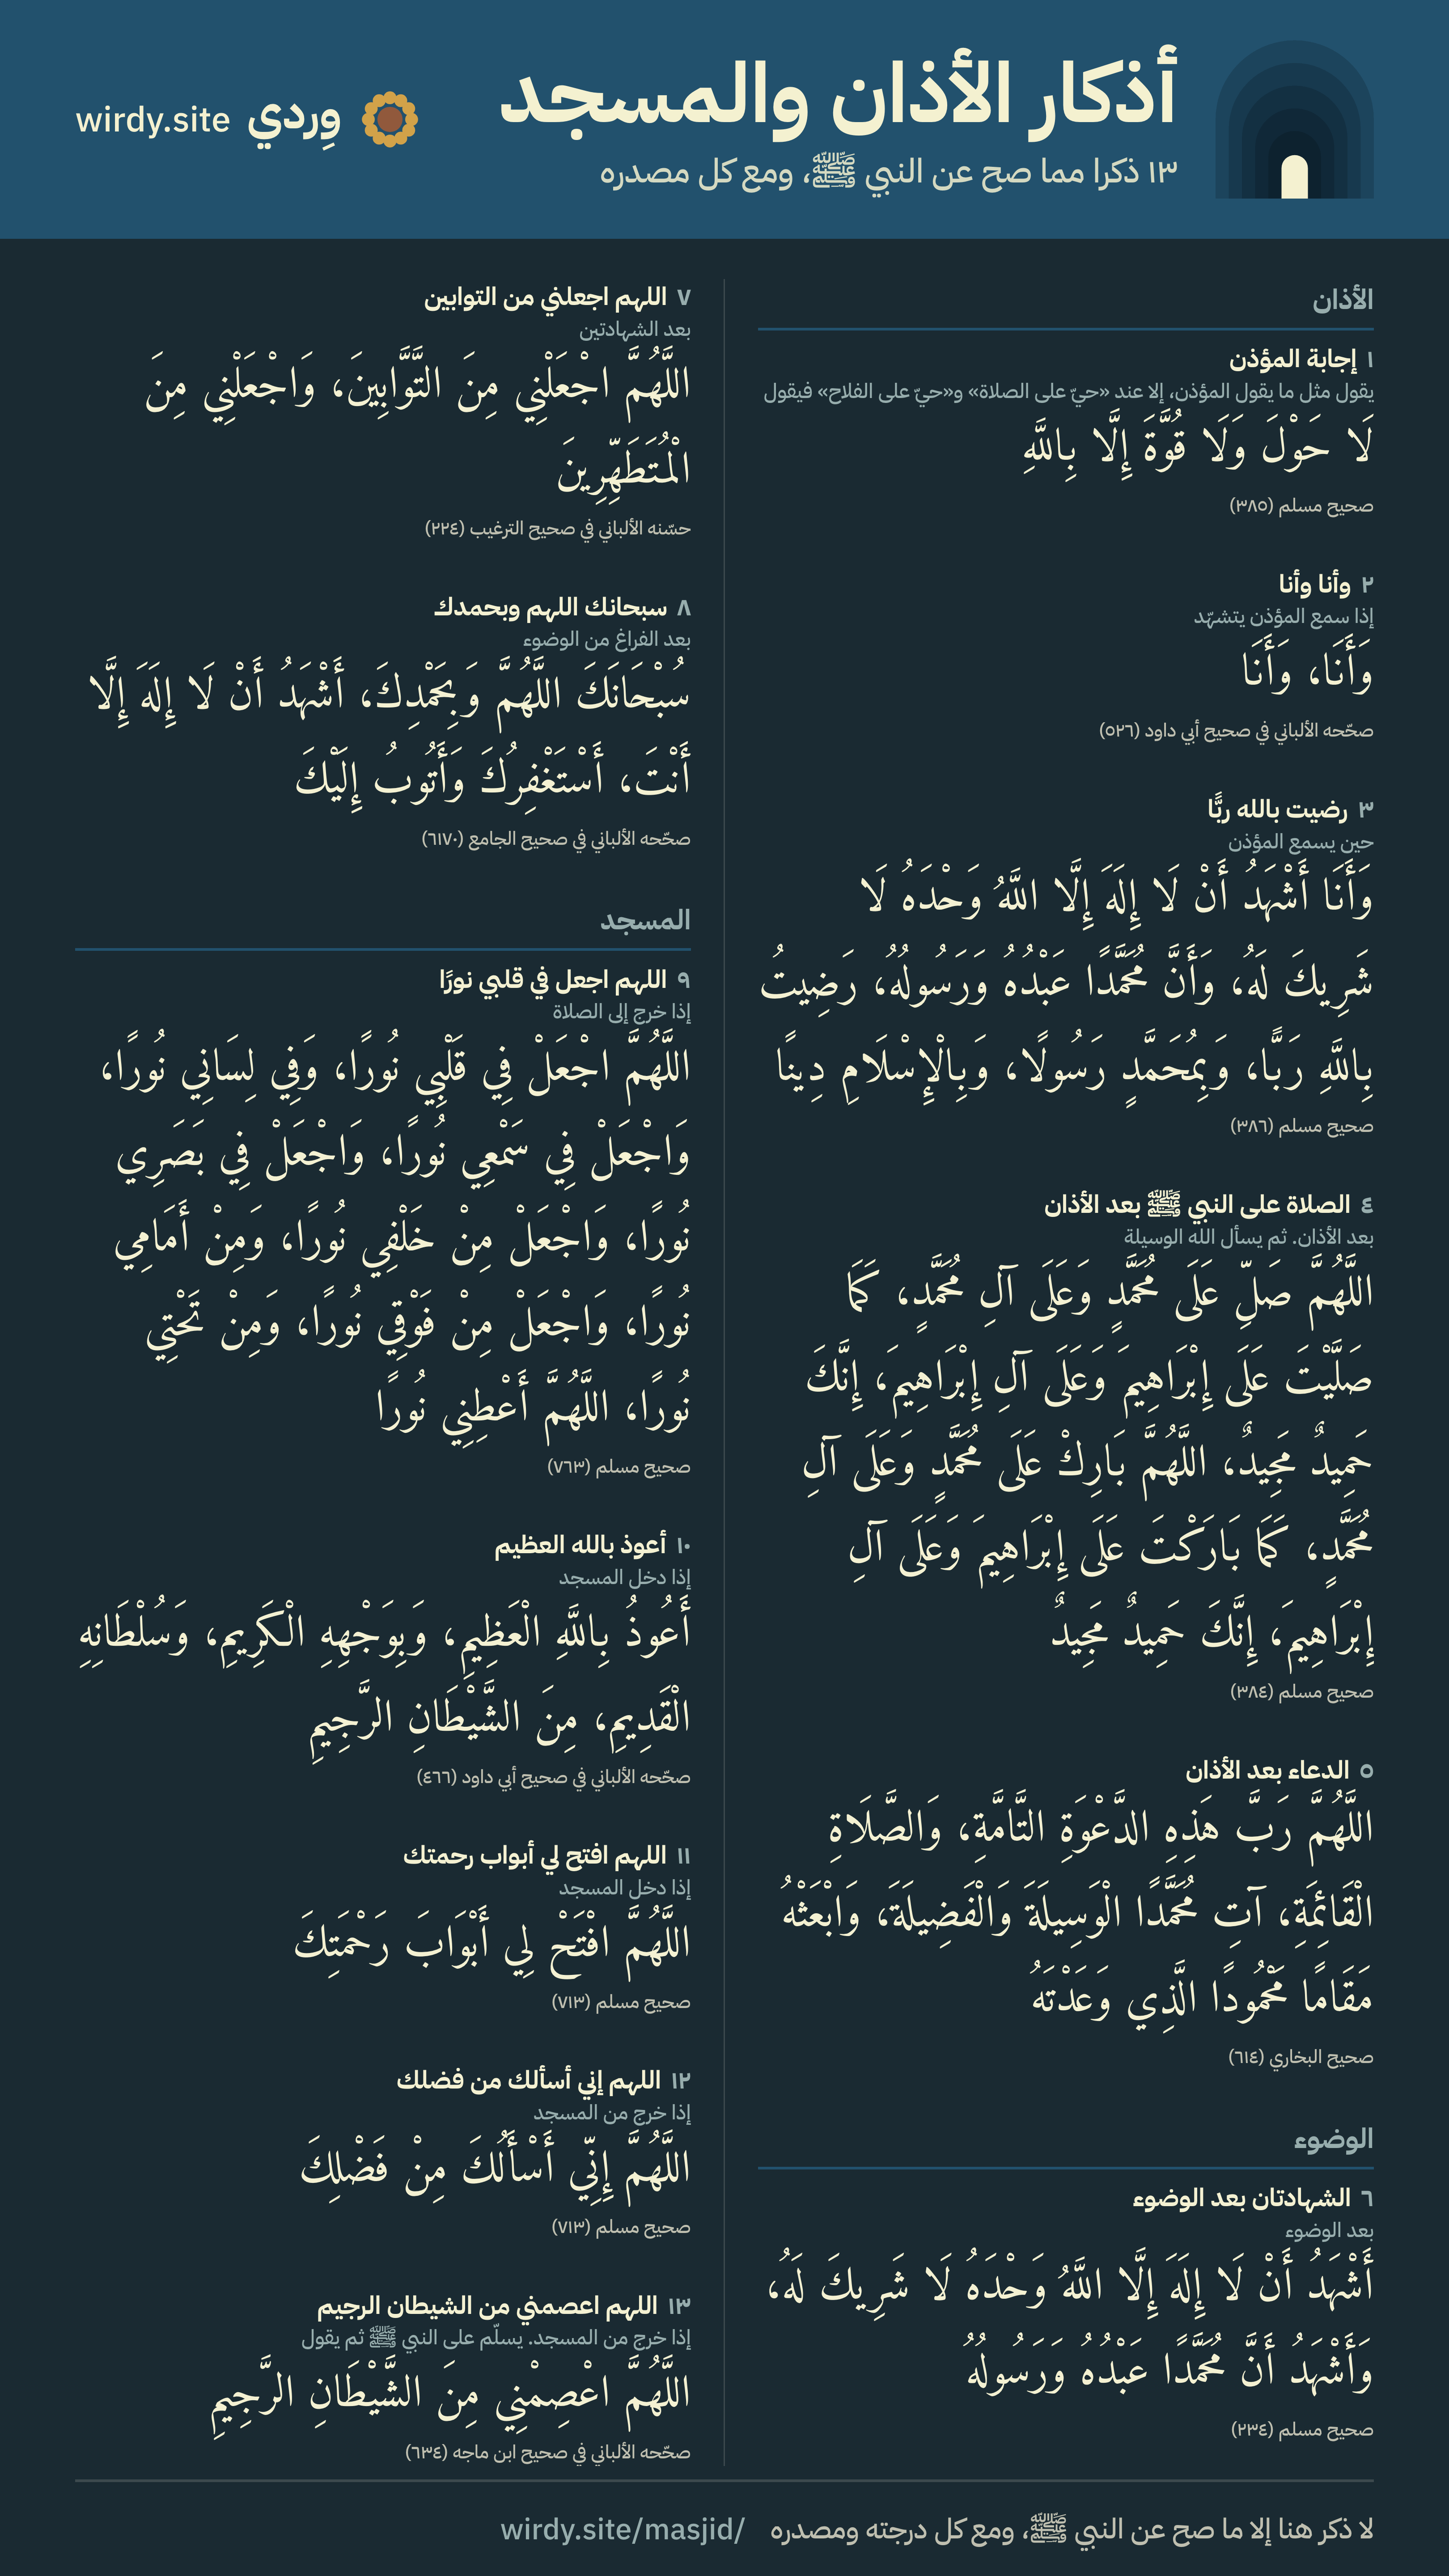 أذكار الأذان والمسجد
١٣ ذكرا مما صح عن النبي ﷺ، ومع كل مصدره
وِردي wirdy.site
الأذان
١ إجابة المؤذن
يقول مثل ما يقول المؤذن، إلا عند «حيّ على الصلاة» و«حيّ على الفلاح» فيقول
لَا حَوْلَ وَلَا قُوَّةَ إِلَّا بِاللَّهِ
صحيح مسلم (٣٨٥)
٢ وأنا وأنا
إذا سمع المؤذن يتشهّد
وَأَنَا، وَأَنَا
صحّحه الألباني في صحيح أبي داود (٥٢٦)
٣ رضيت بالله ربًّا
حين يسمع المؤذن
وَأَنَا أَشْهَدُ أَنْ لَا إِلَهَ إِلَّا اللَّهُ وَحْدَهُ لَا
شَرِيكَ لَهُ، وَأَنَّ مُحَمَّدًا عَبْدُهُ وَرَسُولُهُ، رَضِيتُ
بِاللَّهِ رَبًّا، وَبِمُحَمَّدٍ رَسُولًا، وَبِالْإِسْلَامِ دِينًا
صحيح مسلم (٣٨٦)
٤ الصلاة على النبي ﷺ بعد الأذان
بعد الأذان. ثم يسأل الله الوسيلة
اللَّهُمَّ صَلِّ عَلَى مُحَمَّدٍ وَعَلَى آلِ مُحَمَّدٍ، كَمَا
صَلَّيْتَ عَلَى إِبْرَاهِيمَ وَعَلَى آلِ إِبْرَاهِيمَ، إِنَّكَ
حَمِيدٌ مَجِيدٌ، اللَّهُمَّ بَارِكْ عَلَى مُحَمَّدٍ وَعَلَى آلِ
مُحَمَّدٍ، كَمَا بَارَكْتَ عَلَى إِبْرَاهِيمَ وَعَلَى آلِ
إِبْرَاهِيمَ، إِنَّكَ حَمِيدٌ مَجِيدٌ
صحيح مسلم (٣٨٤)
٥ الدعاء بعد الأذان
اللَّهُمَّ رَبَّ هَذِهِ الدَّعْوَةِ التَّامَّةِ، وَالصَّلَاةِ
الْقَائِمَةِ، آتِ مُحَمَّدًا الْوَسِيلَةَ وَالْفَضِيلَةَ، وَابْعَثْهُ
مَقَامًا مَحْمُودًا الَّذِي وَعَدْتَهُ
صحيح البخاري (٦١٤)
الوضوء
٦ الشهادتان بعد الوضوء
بعد الوضوء
أَشْهَدُ أَنْ لَا إِلَهَ إِلَّا اللَّهُ وَحْدَهُ لَا شَرِيكَ لَهُ،
وَأَشْهَدُ أَنَّ مُحَمَّدًا عَبْدُهُ وَرَسُولُهُ
صحيح مسلم (٢٣٤)
٧ اللهم اجعلني من التوابين
بعد الشهادتين
اللَّهُمَّ اجْعَلْنِي مِنَ التَّوَّابِينَ، وَاجْعَلْنِي مِنَ
الْمُتَطَهِّرِينَ
حسّنه الألباني في صحيح الترغيب (٢٢٤)
٨ سبحانك اللهم وبحمدك
بعد الفراغ من الوضوء
سُبْحَانَكَ اللَّهُمَّ وَبِحَمْدِكَ، أَشْهَدُ أَنْ لَا إِلَهَ إِلَّا
أَنْتَ، أَسْتَغْفِرُكَ وَأَتُوبُ إِلَيْكَ
صحّحه الألباني في صحيح الجامع (٦١٧٠)
المسجد
٩ اللهم اجعل في قلبي نورًا
إذا خرج إلى الصلاة
اللَّهُمَّ اجْعَلْ فِي قَلْبِي نُورًا، وَفِي لِسَانِي نُورًا،
وَاجْعَلْ فِي سَمْعِي نُورًا، وَاجْعَلْ فِي بَصَرِي
نُورًا، وَاجْعَلْ مِنْ خَلْفِي نُورًا، وَمِنْ أَمَامِي
نُورًا، وَاجْعَلْ مِنْ فَوْقِي نُورًا، وَمِنْ تَحْتِي
نُورًا، اللَّهُمَّ أَعْطِنِي نُورًا
صحيح مسلم (٧٦٣)
١٠ أعوذ بالله العظيم
إذا دخل المسجد
أَعُوذُ بِاللَّهِ الْعَظِيمِ، وَبِوَجْهِهِ الْكَرِيمِ، وَسُلْطَانِهِ
الْقَدِيمِ، مِنَ الشَّيْطَانِ الرَّجِيمِ
صحّحه الألباني في صحيح أبي داود (٤٦٦)
١١ اللهم افتح لي أبواب رحمتك
إذا دخل المسجد
اللَّهُمَّ افْتَحْ لِي أَبْوَابَ رَحْمَتِكَ
صحيح مسلم (٧١٣)
١٢ اللهم إني أسألك من فضلك
إذا خرج من المسجد
اللَّهُمَّ إِنِّي أَسْأَلُكَ مِنْ فَضْلِكَ
صحيح مسلم (٧١٣)
١٣ اللهم اعصمني من الشيطان الرجيم
إذا خرج من المسجد. يسلّم على النبي ﷺ ثم يقول
اللَّهُمَّ اعْصِمْنِي مِنَ الشَّيْطَانِ الرَّجِيمِ
صحّحه الألباني في صحيح ابن ماجه (٦٣٤)
لا ذكر هنا إلا ما صح عن النبي ﷺ، ومع كل درجته ومصدره wirdy.site/masjid/